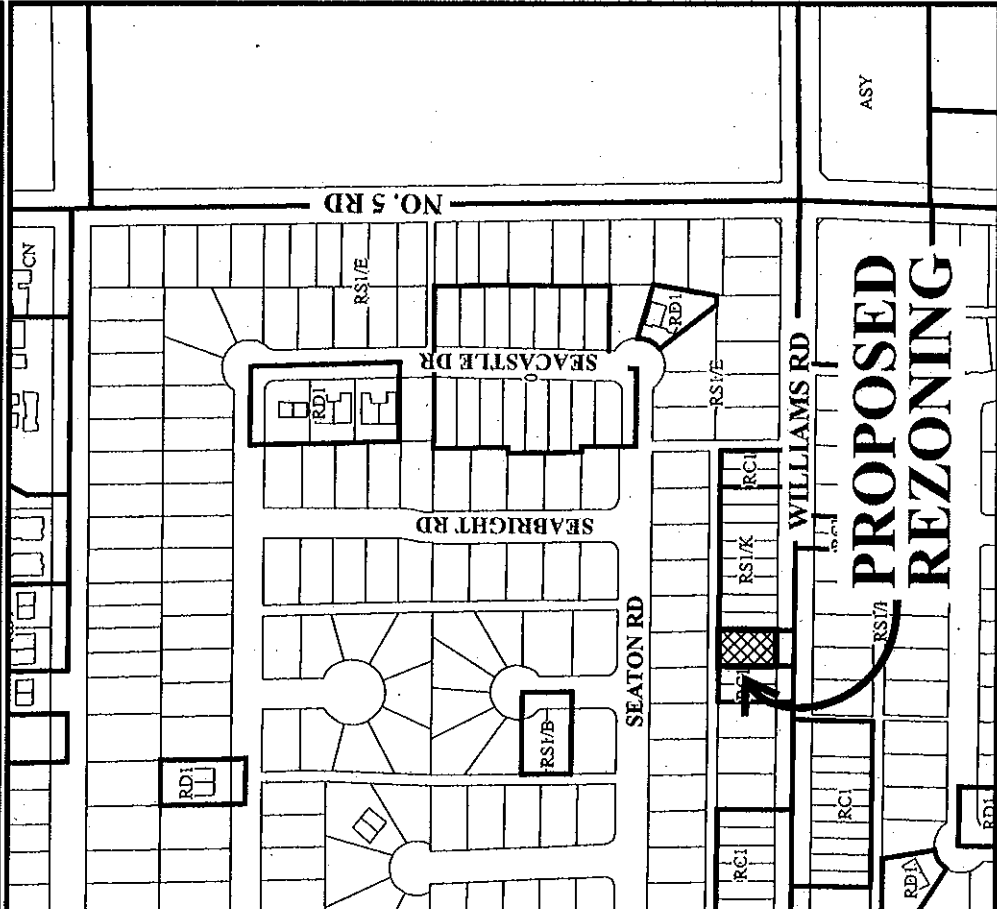 ASY
NO. 5 RD
CN
RS1/E
RD1
SEACASTLE DR
RD1
RS1/E
WILLIAMS RD
PROPOSED
REZONING
RC1
SEABRIGHT RD
RS1/K
SEATON RD
RS1/B
RD1
RC1
RC1
RD1
RD1